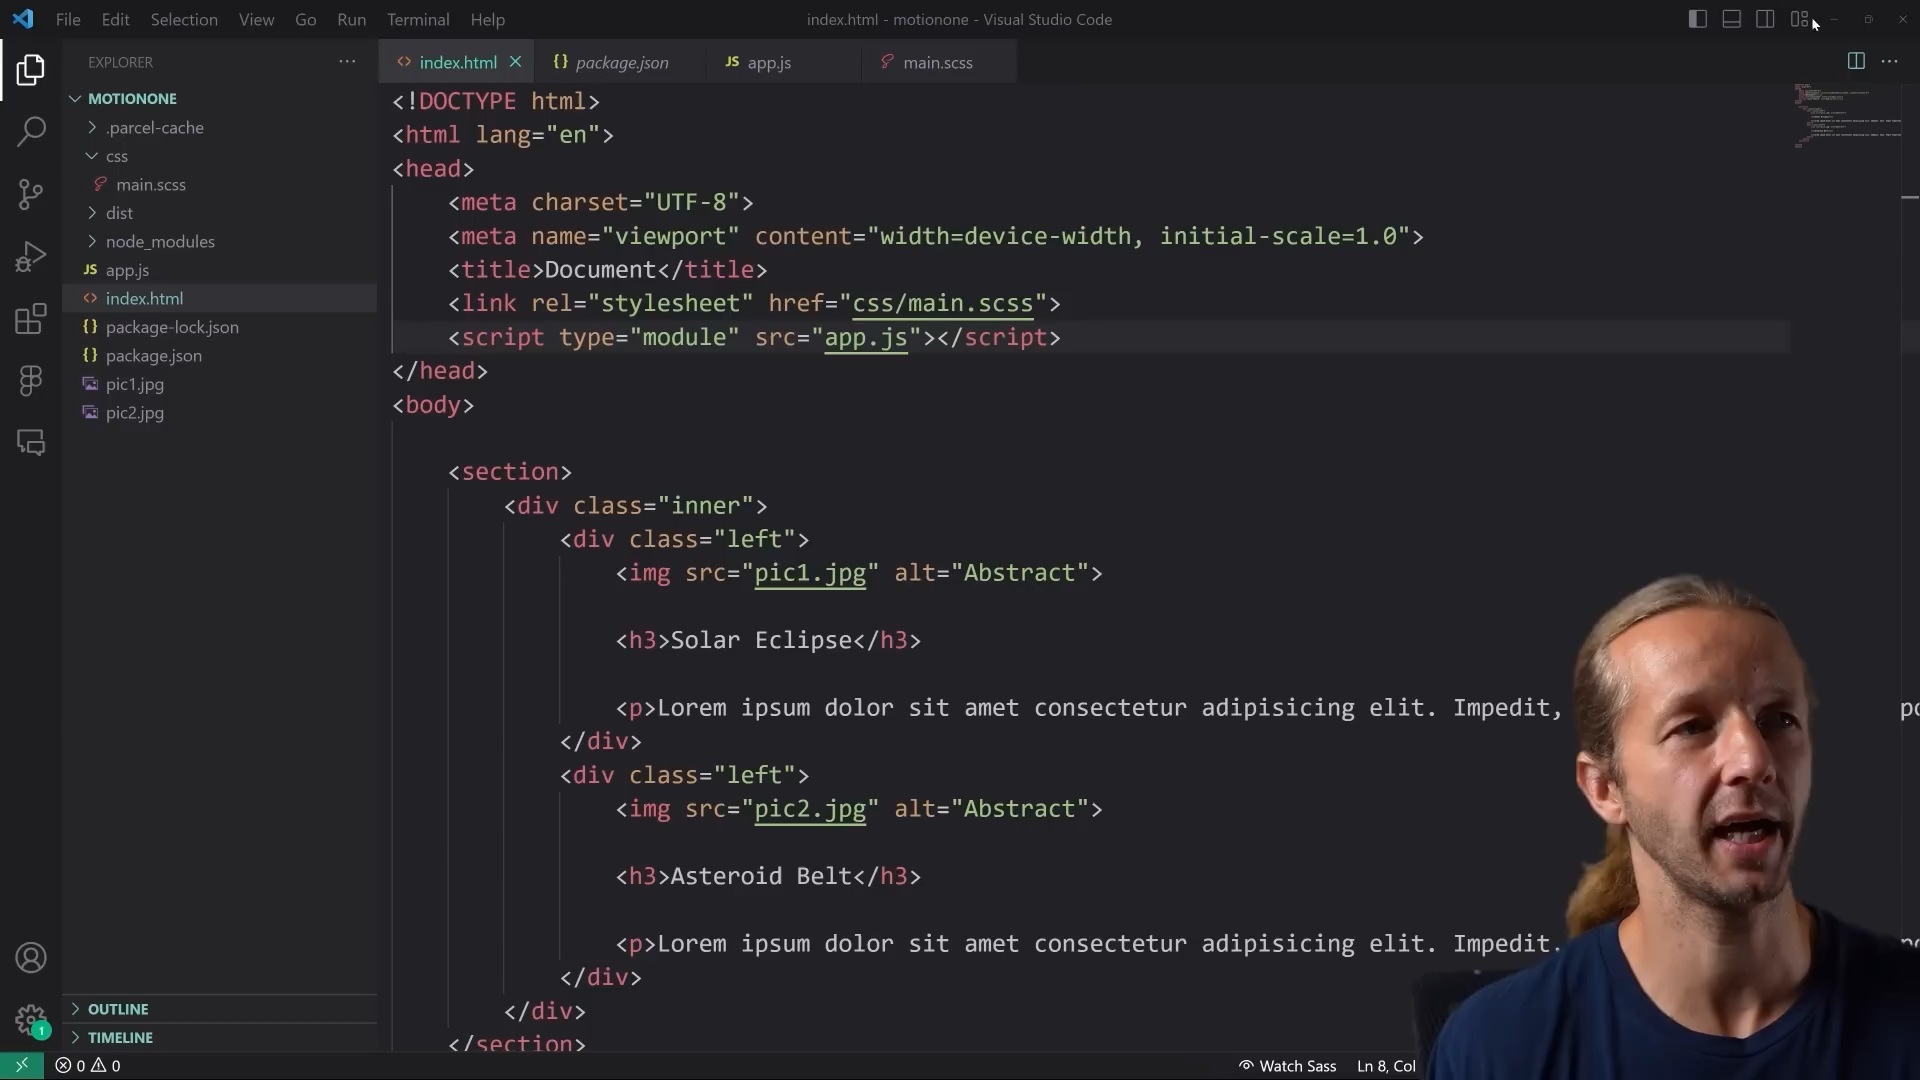 File Edit Selection View Go Run Terminal Help
index.html - motionone - Visual Studio Code
EXPLORER
MOTIONONE
.parcel-cache
css
main.scss
dist
node_modules
JS app.js
<> index.html
{} package-lock.json
{} package.json
pic1.jpg
pic2.jpg
OUTLINE
TIMELINE
<> index.html
{} package.json
JS app.js
main.scss
<!DOCTYPE html>
<html lang="en">
<head>
<meta charset="UTF-8">
<meta name="viewport" content="width=device-width, initial-scale=1.0">
<title>Document</title>
<link rel="stylesheet" href="css/main.scss">
<script type="module" src="app.js"></script>
</head>
<body>
<section>
<div class="inner">
<div class="left">
<img src="pic1.jpg" alt="Abstract">
<h3>Solar Eclipse</h3>
<p>Lorem ipsum dolor sit amet consectetur adipisicing elit. Impedit,
</div>
<div class="left">
<img src="pic2.jpg" alt="Abstract">
<h3>Asteroid Belt</h3>
<p>Lorem ipsum dolor sit amet consectetur adipisicing elit. Impedit.
</div>
</div>
</section>
1
0 0
Watch Sass
Ln 8, Col